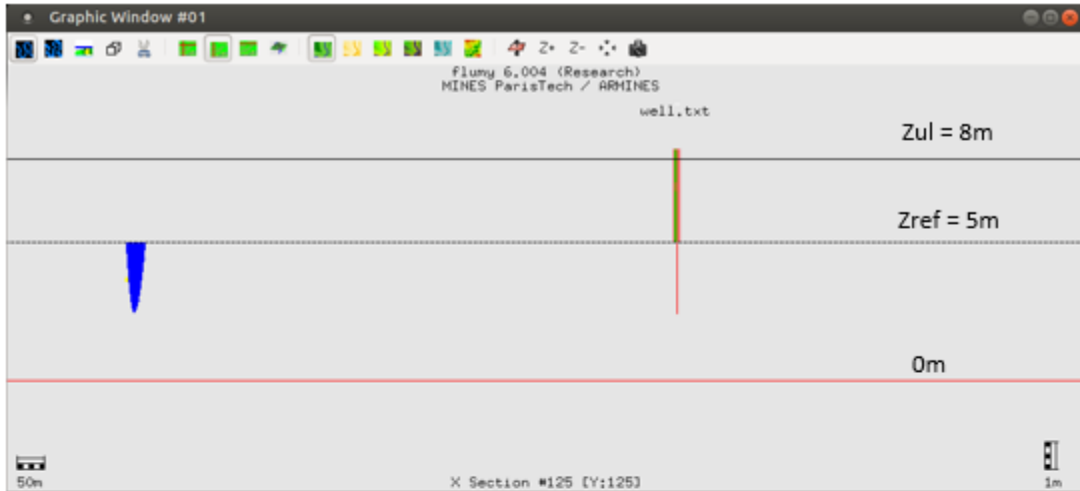 Graphic Window #01
Z+ Z-
flumy 6.004 (Research)
MINES ParisTech / ARMINES
well.txt
Zul = 8m
Zref = 5m
0m
50m
X Section #125 [Y:125]
1m